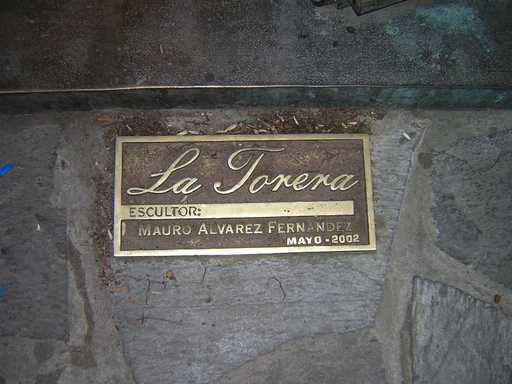 La Torera
ESCULTOR:
MAURO ALVAREZ FERNANDEZ
MAYO - 2002